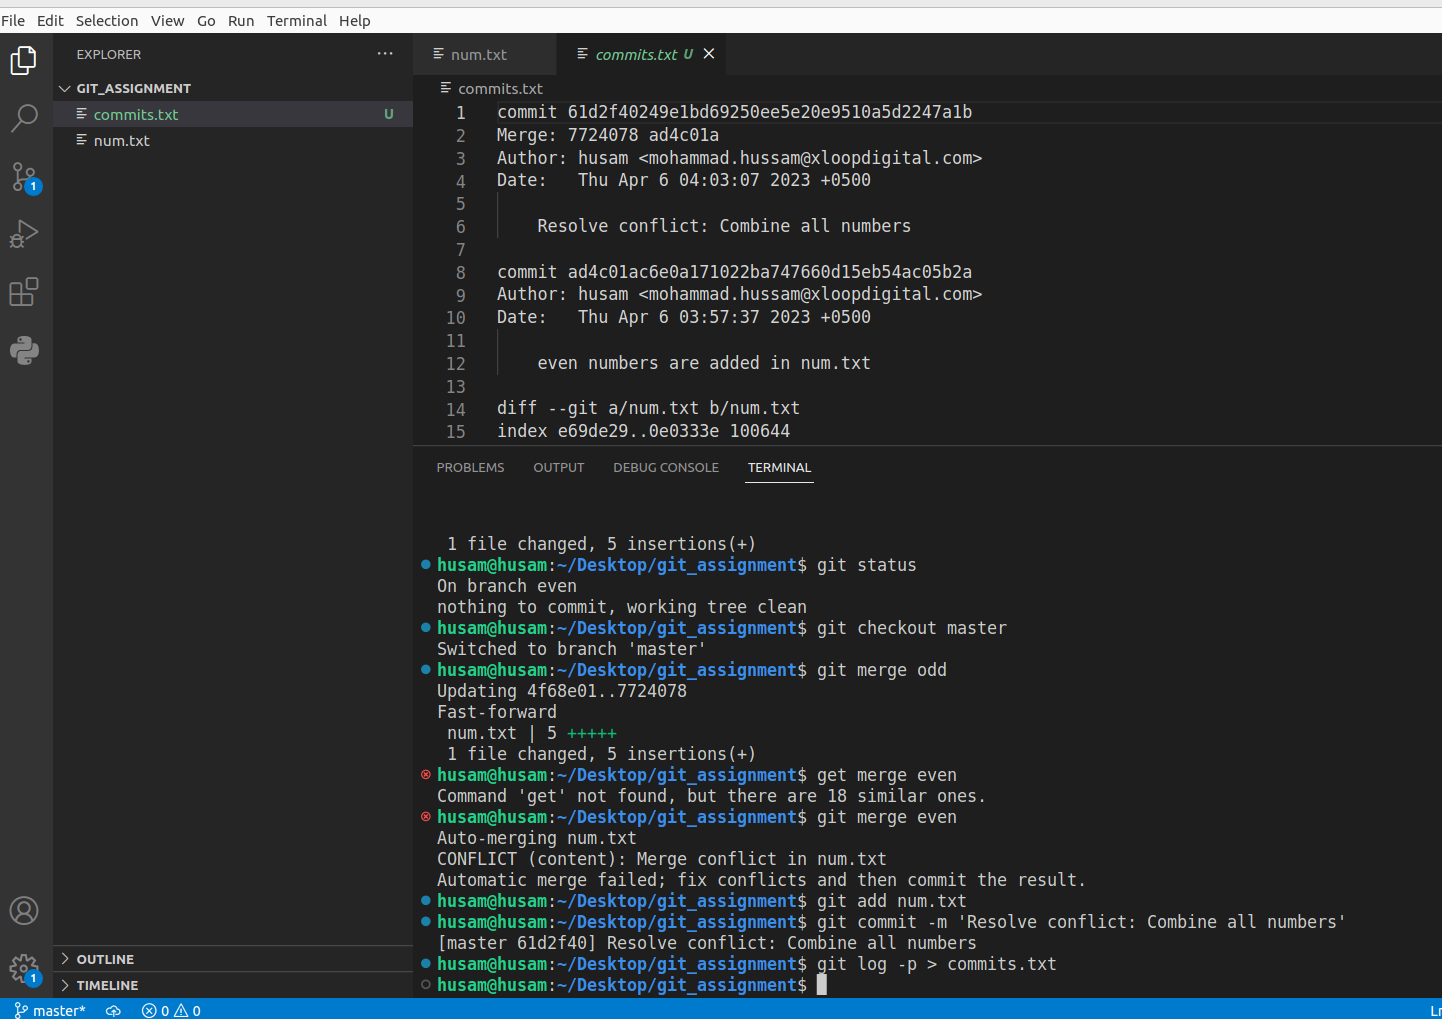 File Edit Selection View Go Run Terminal Help
EXPLORER ···
GIT_ASSIGNMENT
commits.txt U
num.txt
num.txt
commits.txt U
commits.txt
1 commit 61d2f40249e1bd69250ee5e20e9510a5d2247a1b
2 Merge: 7724078 ad4c01a
3 Author: husam <mohammad.hussam@xloopdigital.com>
4 Date:   Thu Apr 6 04:03:07 2023 +0500
5
6     Resolve conflict: Combine all numbers
7
8 commit ad4c01ac6e0a171022ba747660d15eb54ac05b2a
9 Author: husam <mohammad.hussam@xloopdigital.com>
10 Date:   Thu Apr 6 03:57:37 2023 +0500
11
12     even numbers are added in num.txt
13
14 diff --git a/num.txt b/num.txt
15 index e69de29..0e0333e 100644
PROBLEMS OUTPUT DEBUG CONSOLE TERMINAL
1 file changed, 5 insertions(+)
husam@husam:~/Desktop/git_assignment$ git status
On branch even
nothing to commit, working tree clean
husam@husam:~/Desktop/git_assignment$ git checkout master
Switched to branch 'master'
husam@husam:~/Desktop/git_assignment$ git merge odd
Updating 4f68e01..7724078
Fast-forward
 num.txt | 5 +++++
 1 file changed, 5 insertions(+)
husam@husam:~/Desktop/git_assignment$ get merge even
Command 'get' not found, but there are 18 similar ones.
husam@husam:~/Desktop/git_assignment$ git merge even
Auto-merging num.txt
CONFLICT (content): Merge conflict in num.txt
Automatic merge failed; fix conflicts and then commit the result.
husam@husam:~/Desktop/git_assignment$ git add num.txt
husam@husam:~/Desktop/git_assignment$ git commit -m 'Resolve conflict: Combine all numbers'
[master 61d2f40] Resolve conflict: Combine all numbers
husam@husam:~/Desktop/git_assignment$ git log -p > commits.txt
husam@husam:~/Desktop/git_assignment$
1
1
OUTLINE
TIMELINE
master* 0 0